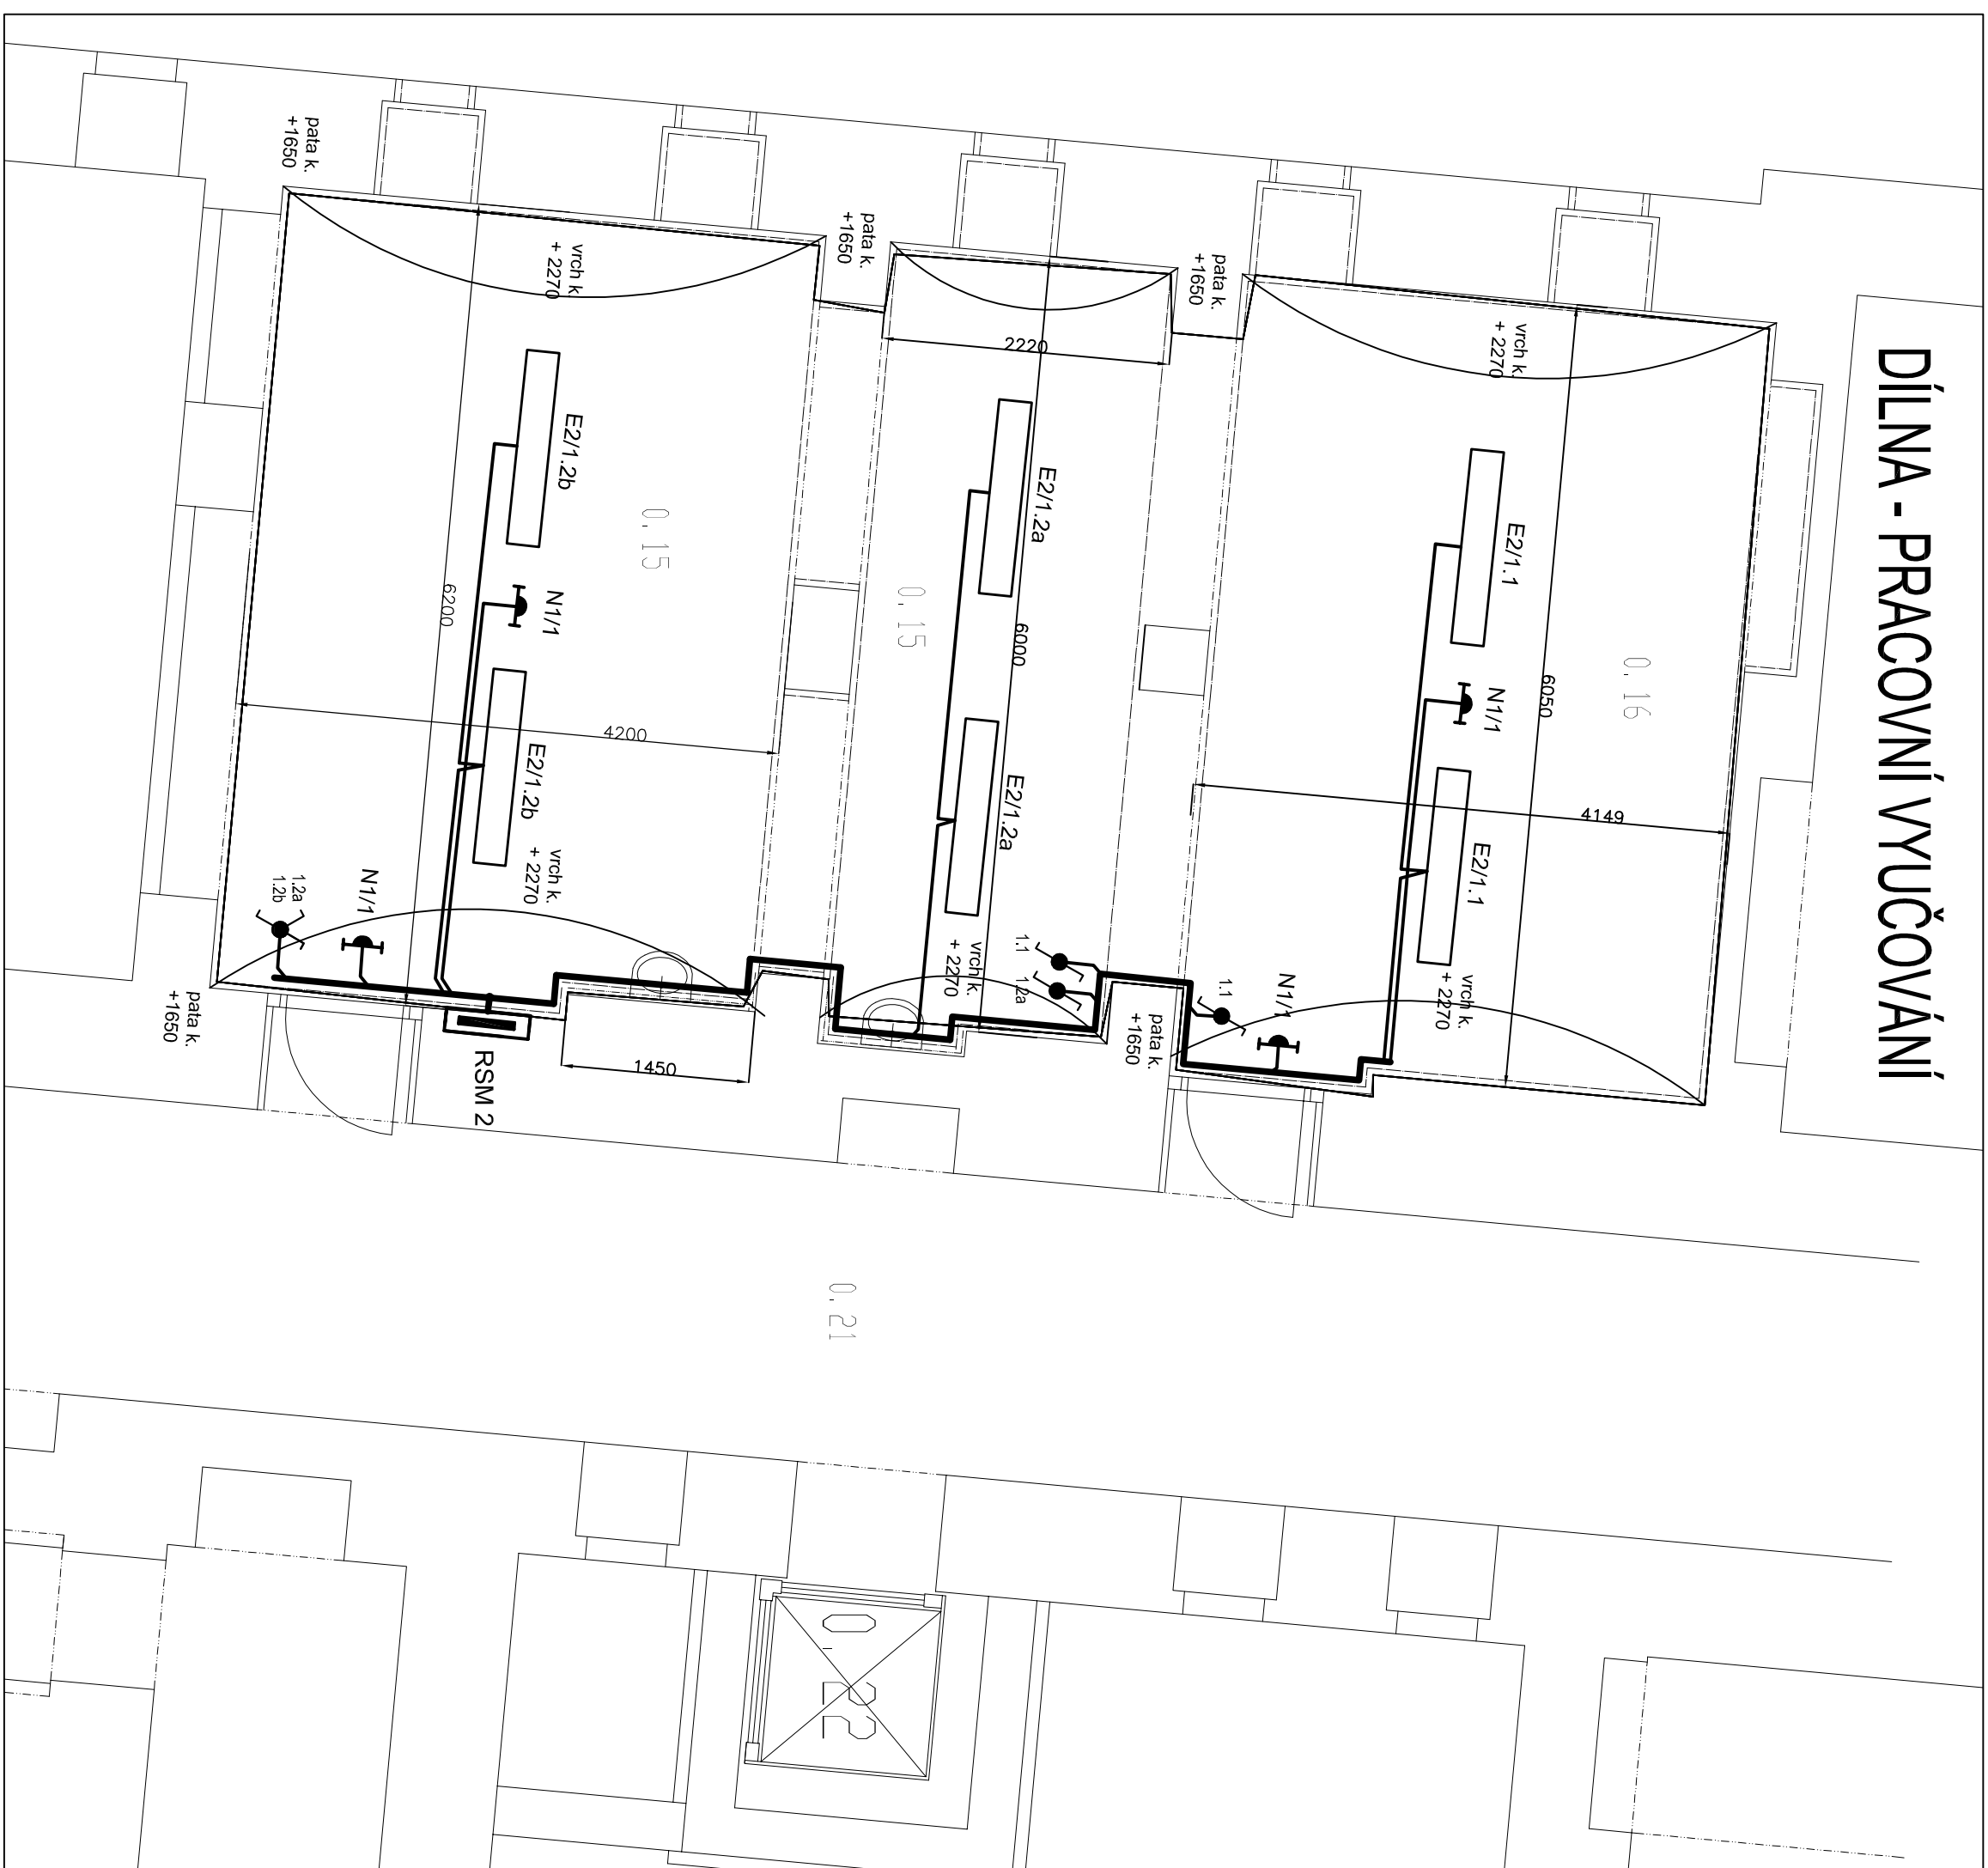 DÍLNA - PRACOVNÍ VYUČOVÁNÍ
pata k.
+1650
vrch k.
+ 2270
pata k.
+1650
pata k.
+1650
vrch k.
+ 2270
2220
E2/1.2b
E2/1.2a
E2/1.1
0.15
0.15
0.16
N1/1
N1/1
6200
6000
6050
4200
4149
E2/1.2b
E2/1.2a
E2/1.1
vrch k.
+ 2270
vrch k.
+ 2270
vrch k.
+ 2270
1.2a
1.2b
N1/1
1.1
1.2a
1.1
N1/1
pata k.
+1650
pata k.
+1650
RSM 2
1450
0.21
0.22